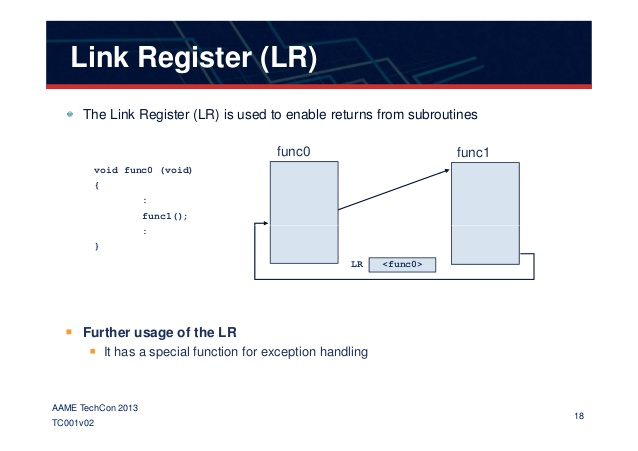 Link Register (LR)
The Link Register (LR) is used to enable returns from subroutines
func0
func1
void func0 (void)
{
:
func1();
:
}
LR <func0>
Further usage of the LR
It has a special function for exception handling
AAME TechCon 2013
TC001v02
18